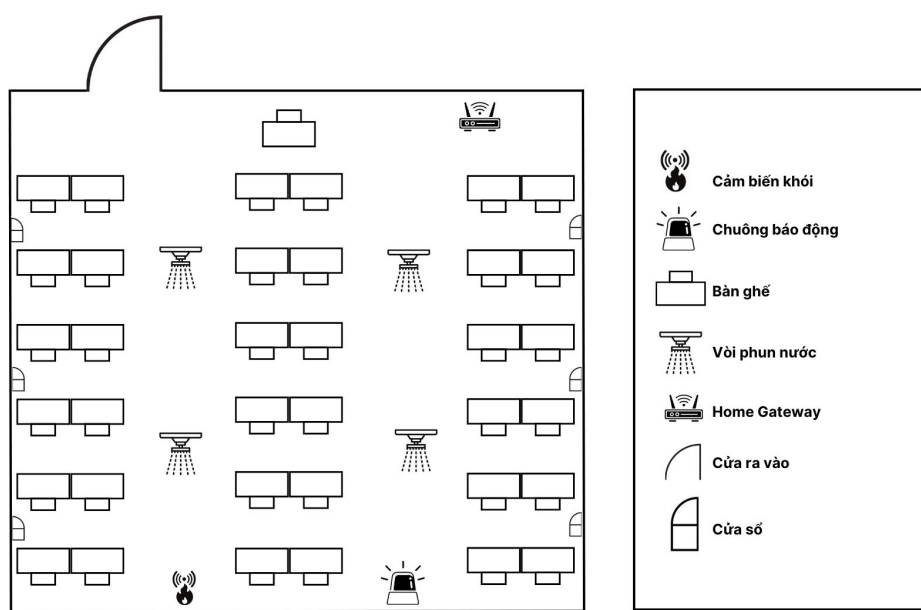 Cảm biến khói
Chuông báo động
Bàn ghế
Vòi phun nước
Home Gateway
Cửa ra vào
Cửa sổ